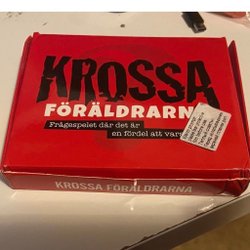 KROSSA
FÖRÄLDRARNA
Frågespelet där det är
en fördel att vara
KROSSA FÖRÄLDRARNA